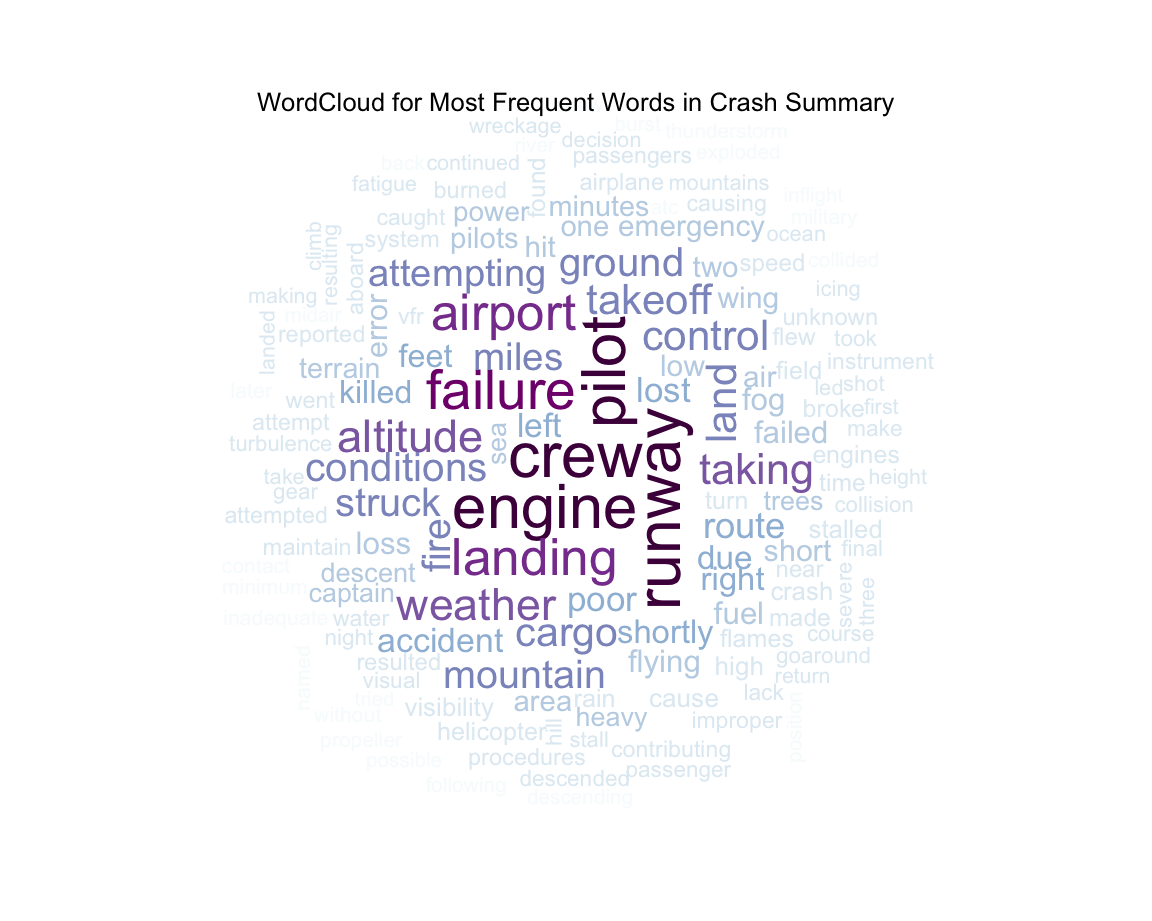 WordCloud for Most Frequent Words in Crash Summary
wreckage burst thunderstorm
river decision
back continued found passengers exploded
fatigue burned airplane mountains
inflight
caught power minutes atc causing military
climb resulting system pilots hit one emergency ocean
aboard attempting ground two speed collided
making landed midair error airport takeoff wing icing
reported vfr pilot control flew unknown took
terrain feet miles low air field instrument
later went killed failure lost land fog led shot
attempt altitude sea left broke first
turbulence failed make
conditions creway taking engines
take gear time height
attempted struck engine runway turn trees collision
maintain loss fire landing route stalled
contact descent due short final
minimum captain weather poor right near crash severe three
inadequate water cargo shortly fuel made
night accident flames course
resulted flying high goaround
named visual mountain return
tried area rain cause lack
without visibility heavy improper position
propeller helicopter hill stall contributing
possible procedures passenger
following descended
descending